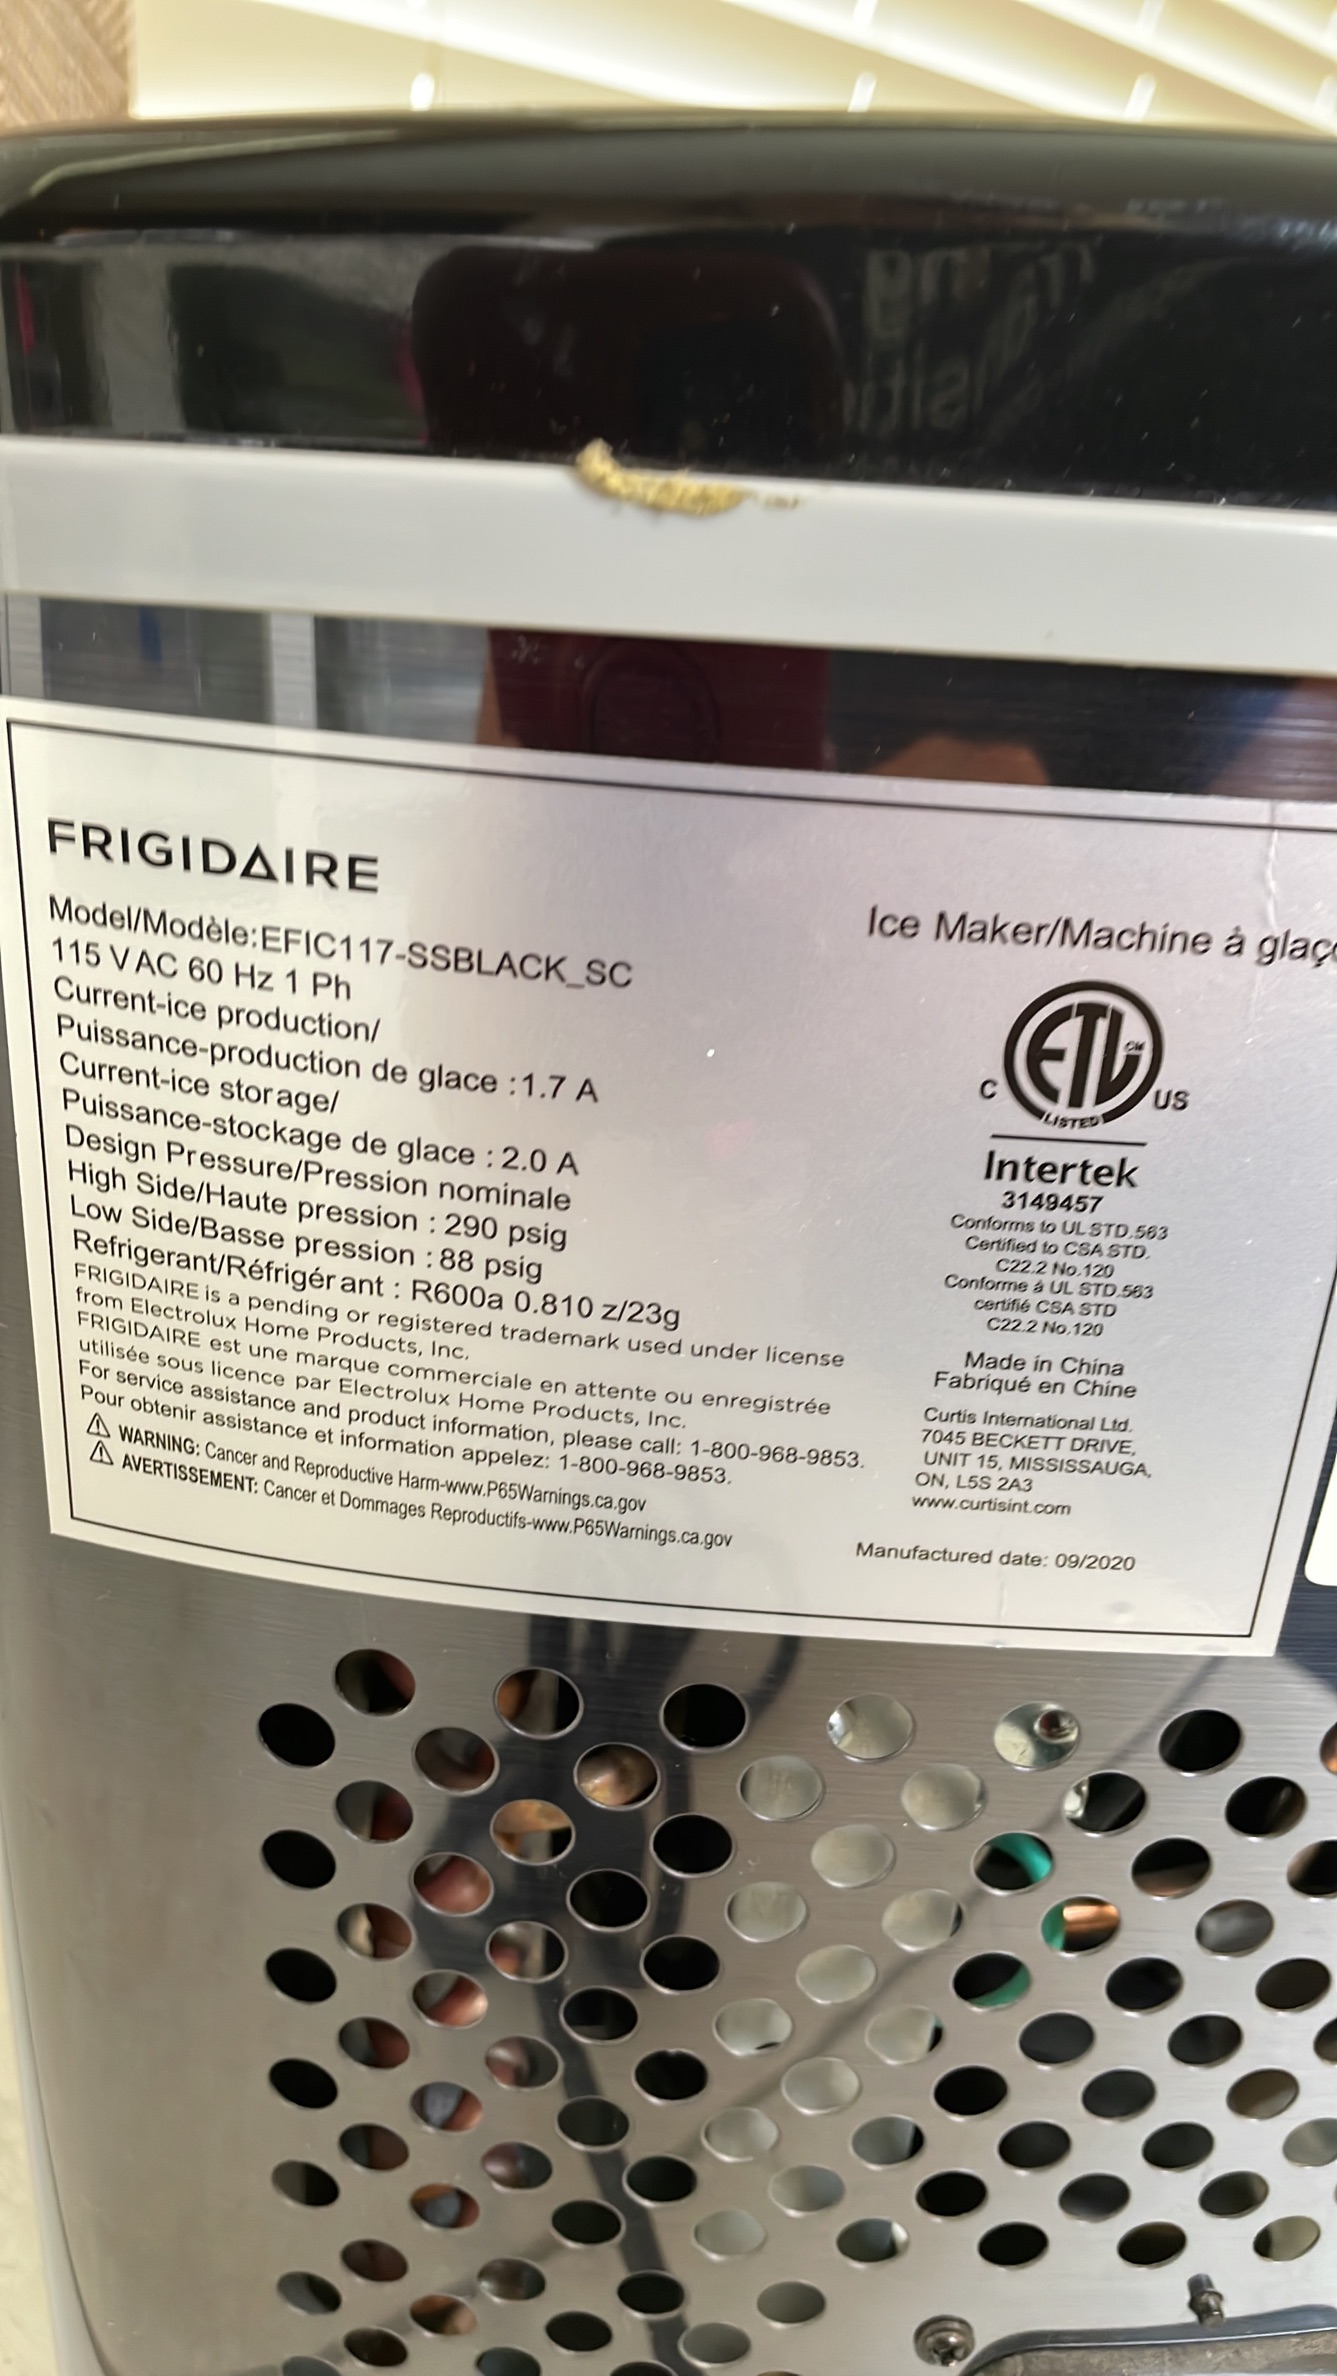 FRIGIDAIRE
Model/Modèle:EFIC117-SSBLACK_SC
115 VAC 60 Hz 1 Ph
Current-ice production/
Puissance-production de glace :1.7 A
Current-ice storage/
Puissance-stockage de glace : 2.0 A
Design Pressure/Pression nominale
High Side/Haute pression : 290 psig
Low Side/Basse pression : 88 psig
Refrigerant/Réfrigérant : R600a 0.810 z/23g
FRIGIDAIRE is a pending or registered trademark used under license
from Electrolux Home Products, Inc.
FRIGIDAIRE est une marque commerciale en attente ou enregistrée
utilisée sous licence par Electrolux Home Products, Inc.
For service assistance and product information, please call: 1-800-968-9853.
Pour obtenir assistance et information appelez: 1-800-968-9853.
WARNING: Cancer and Reproductive Harm-www.P65Warnings.ca.gov
AVERTISSEMENT: Cancer et Dommages Reproductifs-www.P65Warnings.ca.gov
Ice Maker/Machine à glaç
ETL CM
C US
LISTED
Intertek
3149457
Conforms to UL STD.563
Certified to CSA STD.
C22.2 No.120
Conforme à UL STD.563
certifié CSA STD
C22.2 No.120
Made in China
Fabriqué en Chine
Curtis International Ltd.
7045 BECKETT DRIVE,
UNIT 15, MISSISSAUGA,
ON, L5S 2A3
www.curtisint.com
Manufactured date: 09/2020